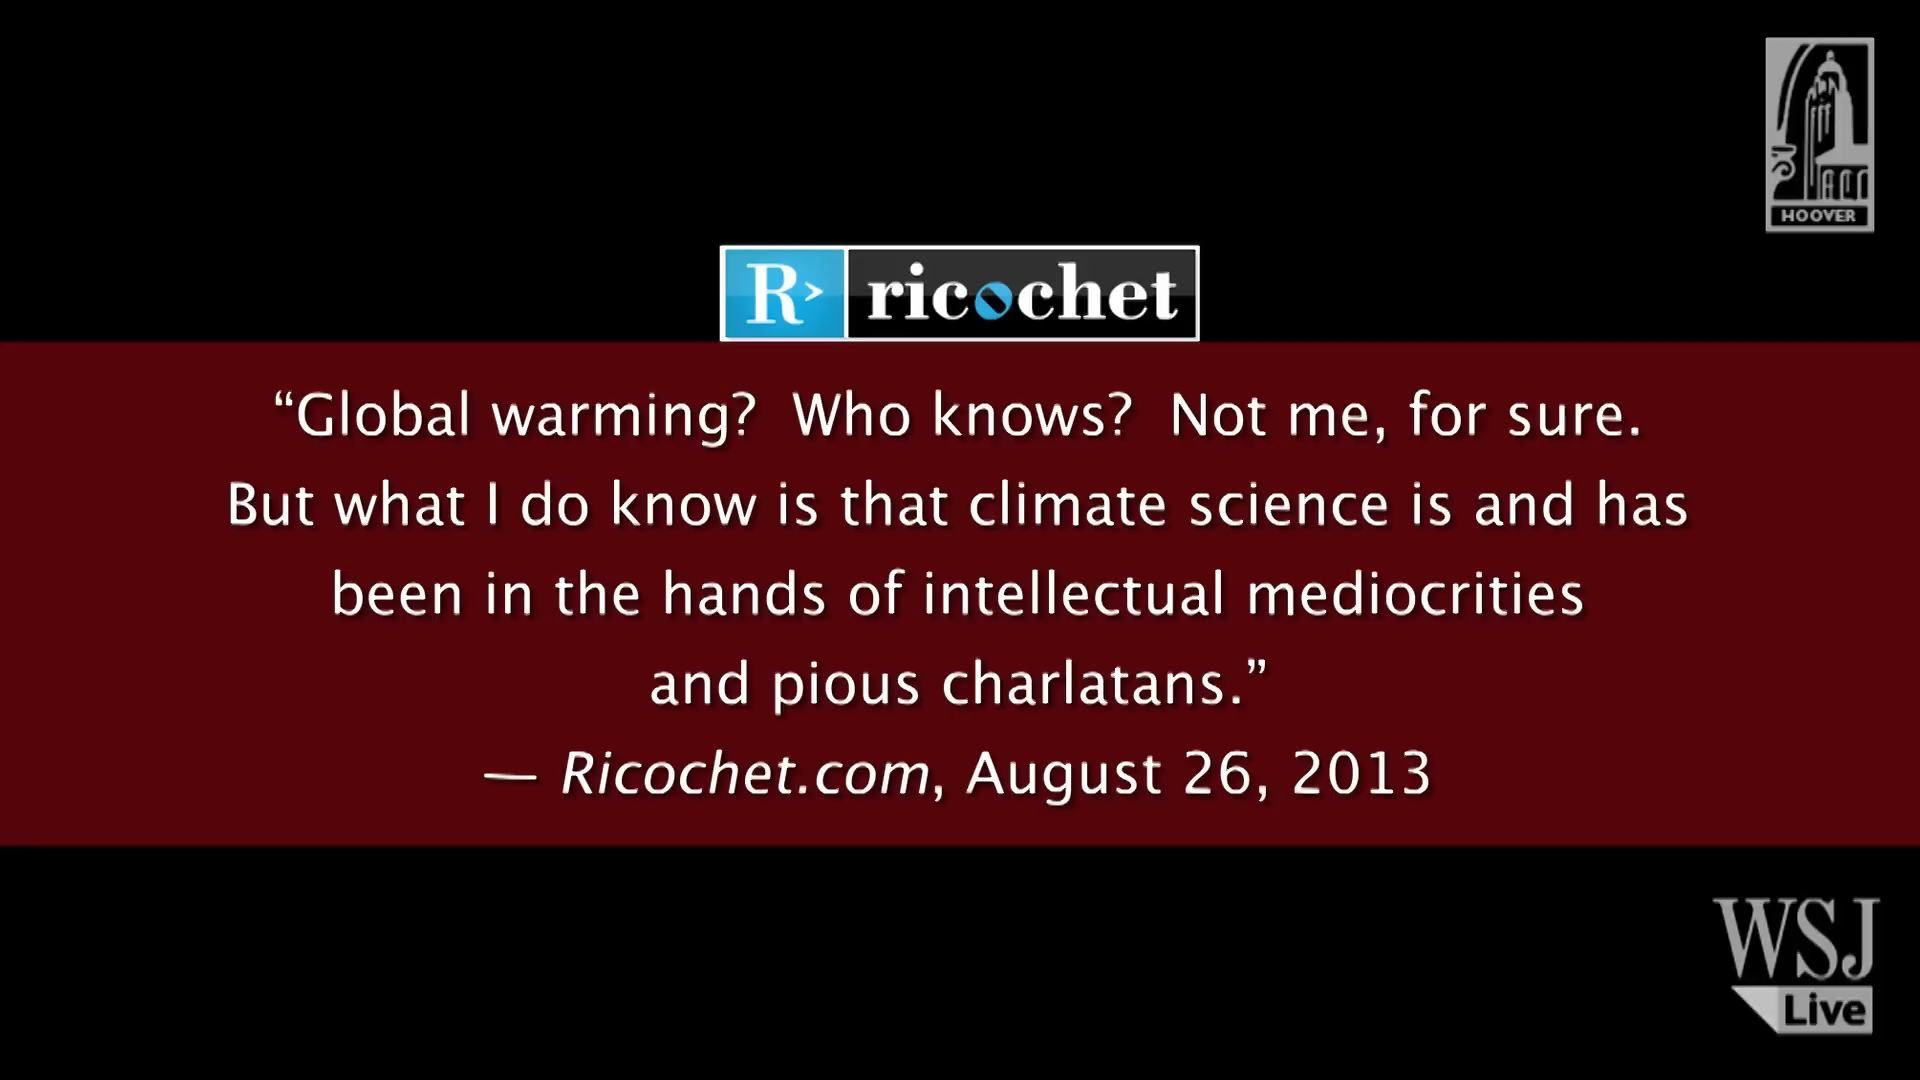 HOOVER
R> ricochet
“Global warming?  Who knows?  Not me, for sure.
But what I do know is that climate science is and has
been in the hands of intellectual mediocrities
and pious charlatans.”
— Ricochet.com, August 26, 2013
WSJ
Live